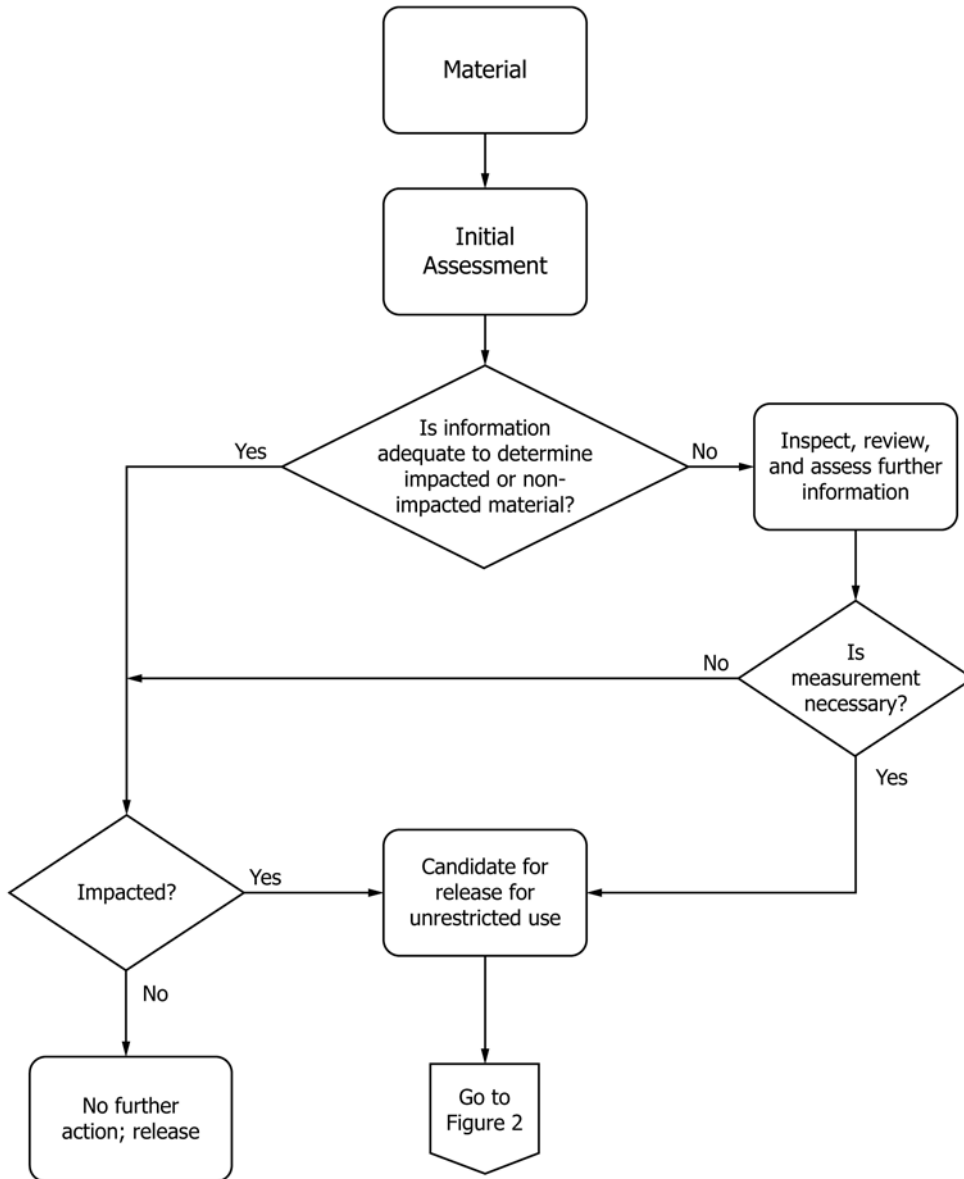 Material
Initial
Assessment
Is information
adequate to determine
impacted or non-
impacted material?
Yes
No
Inspect, review,
and assess further
information
No
Is
measurement
necessary?
Yes
Impacted?
Yes
Candidate for
release for
unrestricted use
No
No further
action; release
Go to
Figure 2